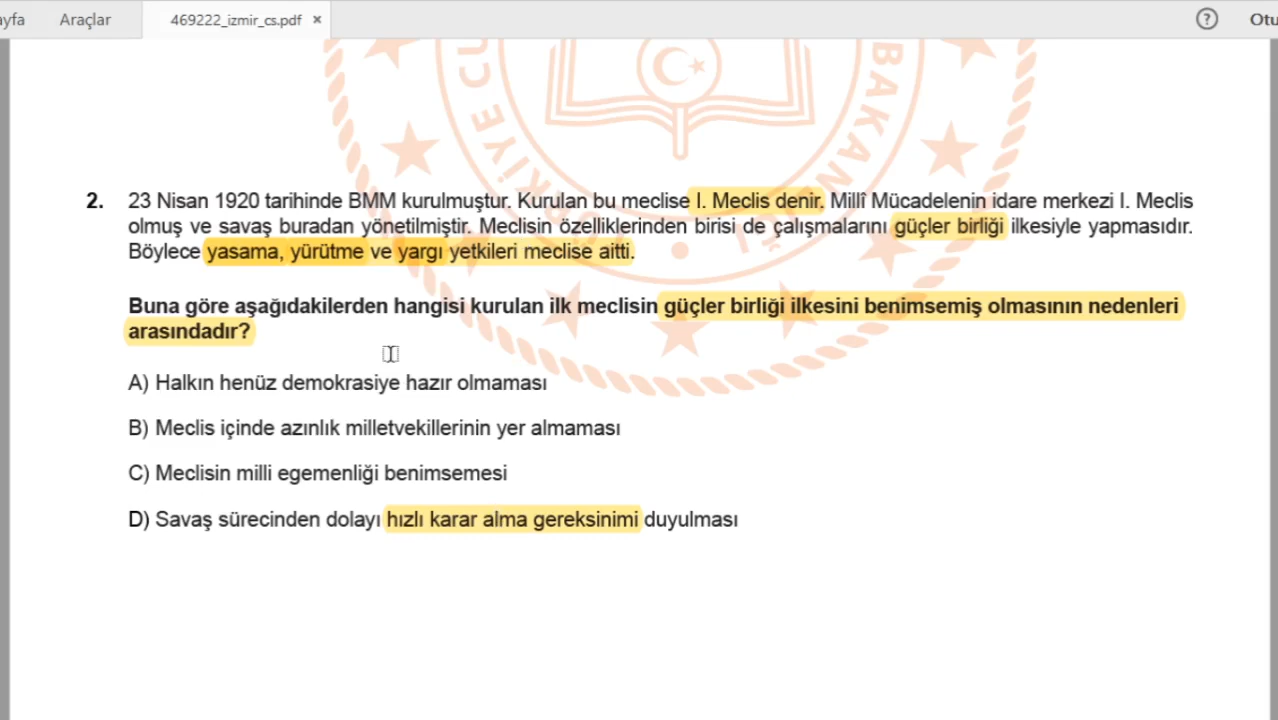 ayfa
Araçlar
469222_izmir_cs.pdf ×
?
Otu
TÜRKİYE CU
BAKANLIĞI
2. 23 Nisan 1920 tarihinde BMM kurulmuştur. Kurulan bu meclise I. Meclis denir. Millî Mücadelenin idare merkezi I. Meclis
olmuş ve savaş buradan yönetilmiştir. Meclisin özelliklerinden birisi de çalışmalarını güçler birliği ilkesiyle yapmasıdır.
Böylece yasama, yürütme ve yargı yetkileri meclise aitti.
Buna göre aşağıdakilerden hangisi kurulan ilk meclisin güçler birliği ilkesini benimsemiş olmasının nedenleri
arasındadır?
A) Halkın henüz demokrasiye hazır olmaması
B) Meclis içinde azınlık milletvekillerinin yer almaması
C) Meclisin milli egemenliği benimsemesi
D) Savaş sürecinden dolayı hızlı karar alma gereksinimi duyulması